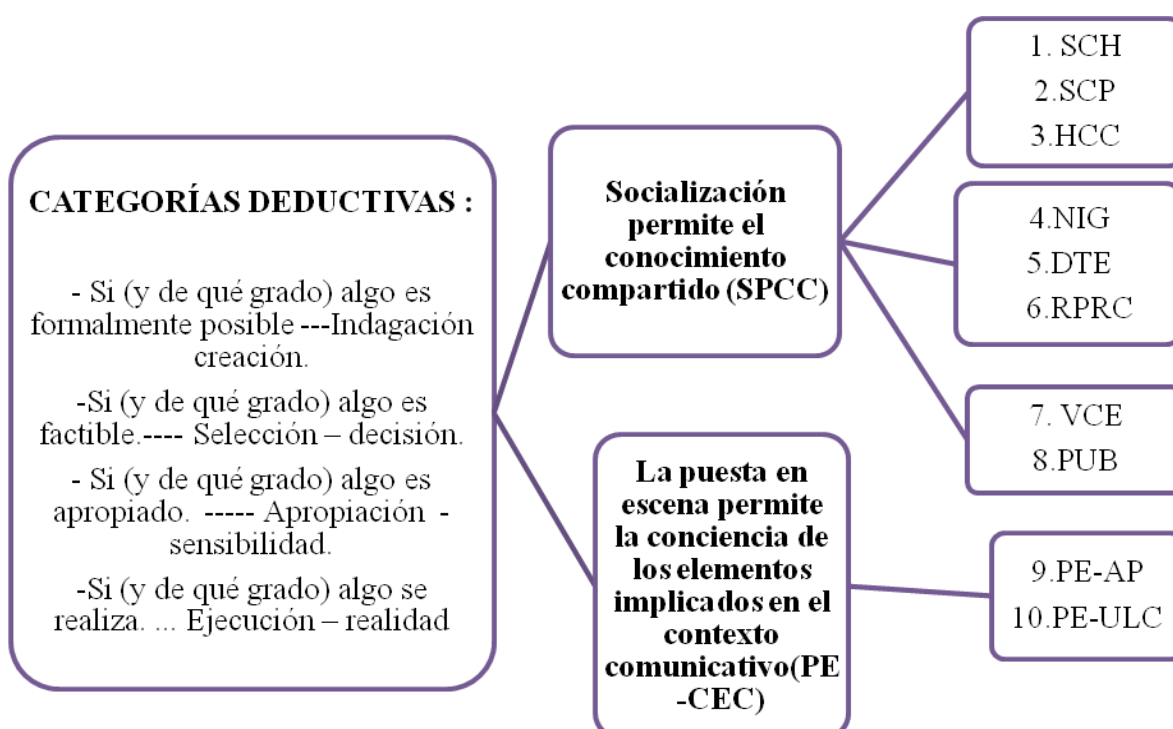 CATEGORÍAS DEDUCTIVAS :
- Si (y de qué grado) algo es
formalmente posible ---Indagación
creación.
-Si (y de qué grado) algo es
factible.---- Selección – decisión.
- Si (y de qué grado) algo es
apropiado. ----- Apropiación -
sensibilidad.
-Si (y de qué grado) algo se
realiza. ... Ejecución – realidad
Socialización
permite el
conocimiento
compartido (SPCC)
La puesta en
escena permite
la conciencia de
los elementos
implicados en el
contexto
comunicativo(PE
-CEC)
1. SCH
2.SCP
3.HCC
4.NIG
5.DTE
6.RPRC
7. VCE
8.PUB
9.PE-AP
10.PE-ULC